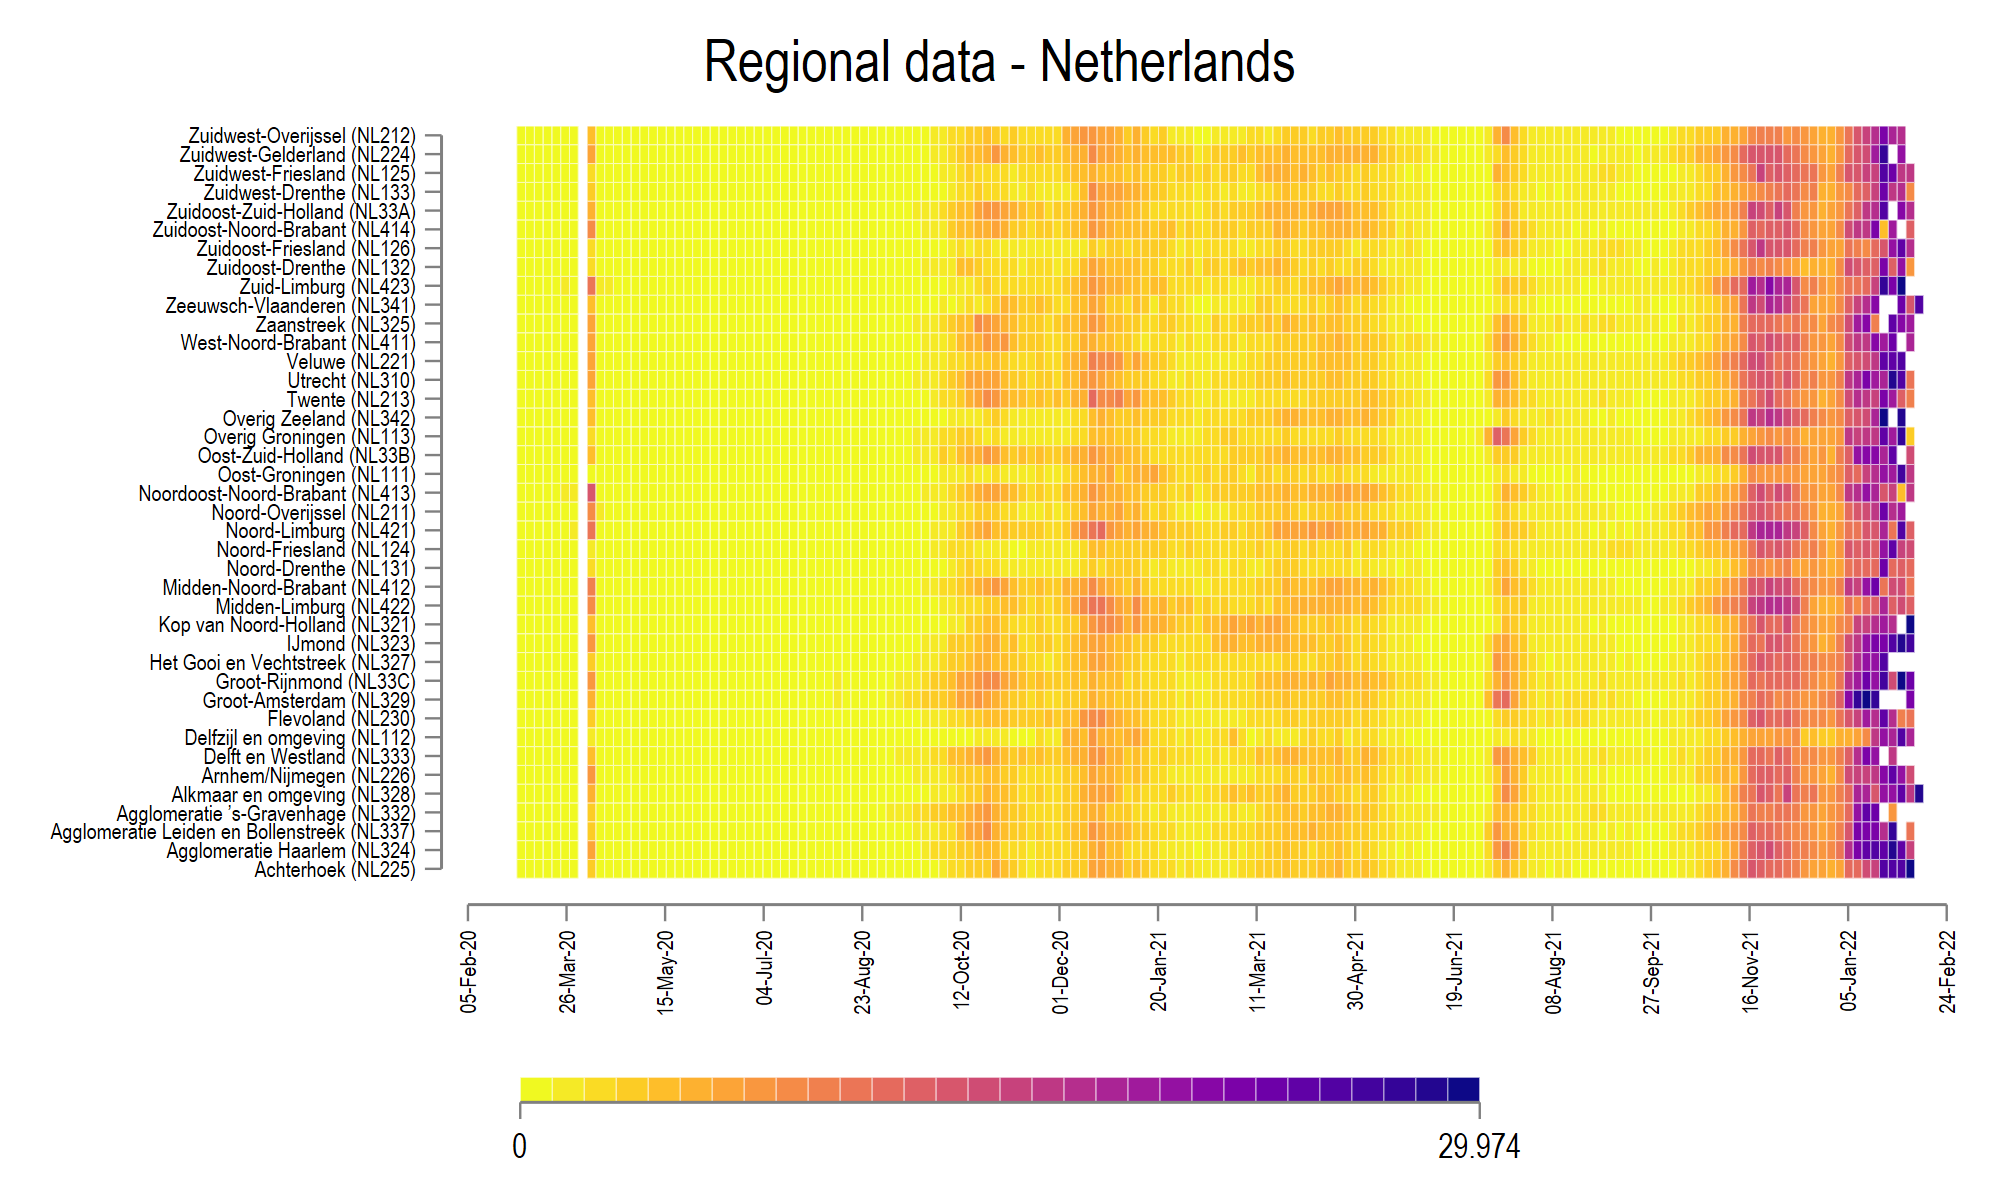 Regional data - Netherlands
Zuidwest-Overijssel (NL212)
Zuidwest-Gelderland (NL224)
Zuidwest-Friesland (NL125)
Zuidwest-Drenthe (NL133)
Zuidoost-Zuid-Holland (NL33A)
Zuidoost-Noord-Brabant (NL414)
Zuidoost-Friesland (NL126)
Zuidoost-Drenthe (NL132)
Zuid-Limburg (NL423)
Zeeuwsch-Vlaanderen (NL341)
Zaanstreek (NL325)
West-Noord-Brabant (NL411)
Veluwe (NL221)
Utrecht (NL310)
Twente (NL213)
Overig Zeeland (NL342)
Overig Groningen (NL113)
Oost-Zuid-Holland (NL33B)
Oost-Groningen (NL111)
Noordoost-Noord-Brabant (NL413)
Noord-Overijssel (NL211)
Noord-Limburg (NL421)
Noord-Friesland (NL124)
Noord-Drenthe (NL131)
Midden-Noord-Brabant (NL412)
Midden-Limburg (NL422)
Kop van Noord-Holland (NL321)
IJmond (NL323)
Het Gooi en Vechtstreek (NL327)
Groot-Rijnmond (NL33C)
Groot-Amsterdam (NL329)
Flevoland (NL230)
Delfzijl en omgeving (NL112)
Delft en Westland (NL333)
Arnhem/Nijmegen (NL226)
Alkmaar en omgeving (NL328)
Agglomeratie ’s-Gravenhage (NL332)
Agglomeratie Leiden en Bollenstreek (NL337)
Agglomeratie Haarlem (NL324)
Achterhoek (NL225)
05-Feb-20
26-Mar-20
15-May-20
04-Jul-20
23-Aug-20
12-Oct-20
01-Dec-20
20-Jan-21
11-Mar-21
30-Apr-21
19-Jun-21
08-Aug-21
27-Sep-21
16-Nov-21
05-Jan-22
24-Feb-22
0
29.974